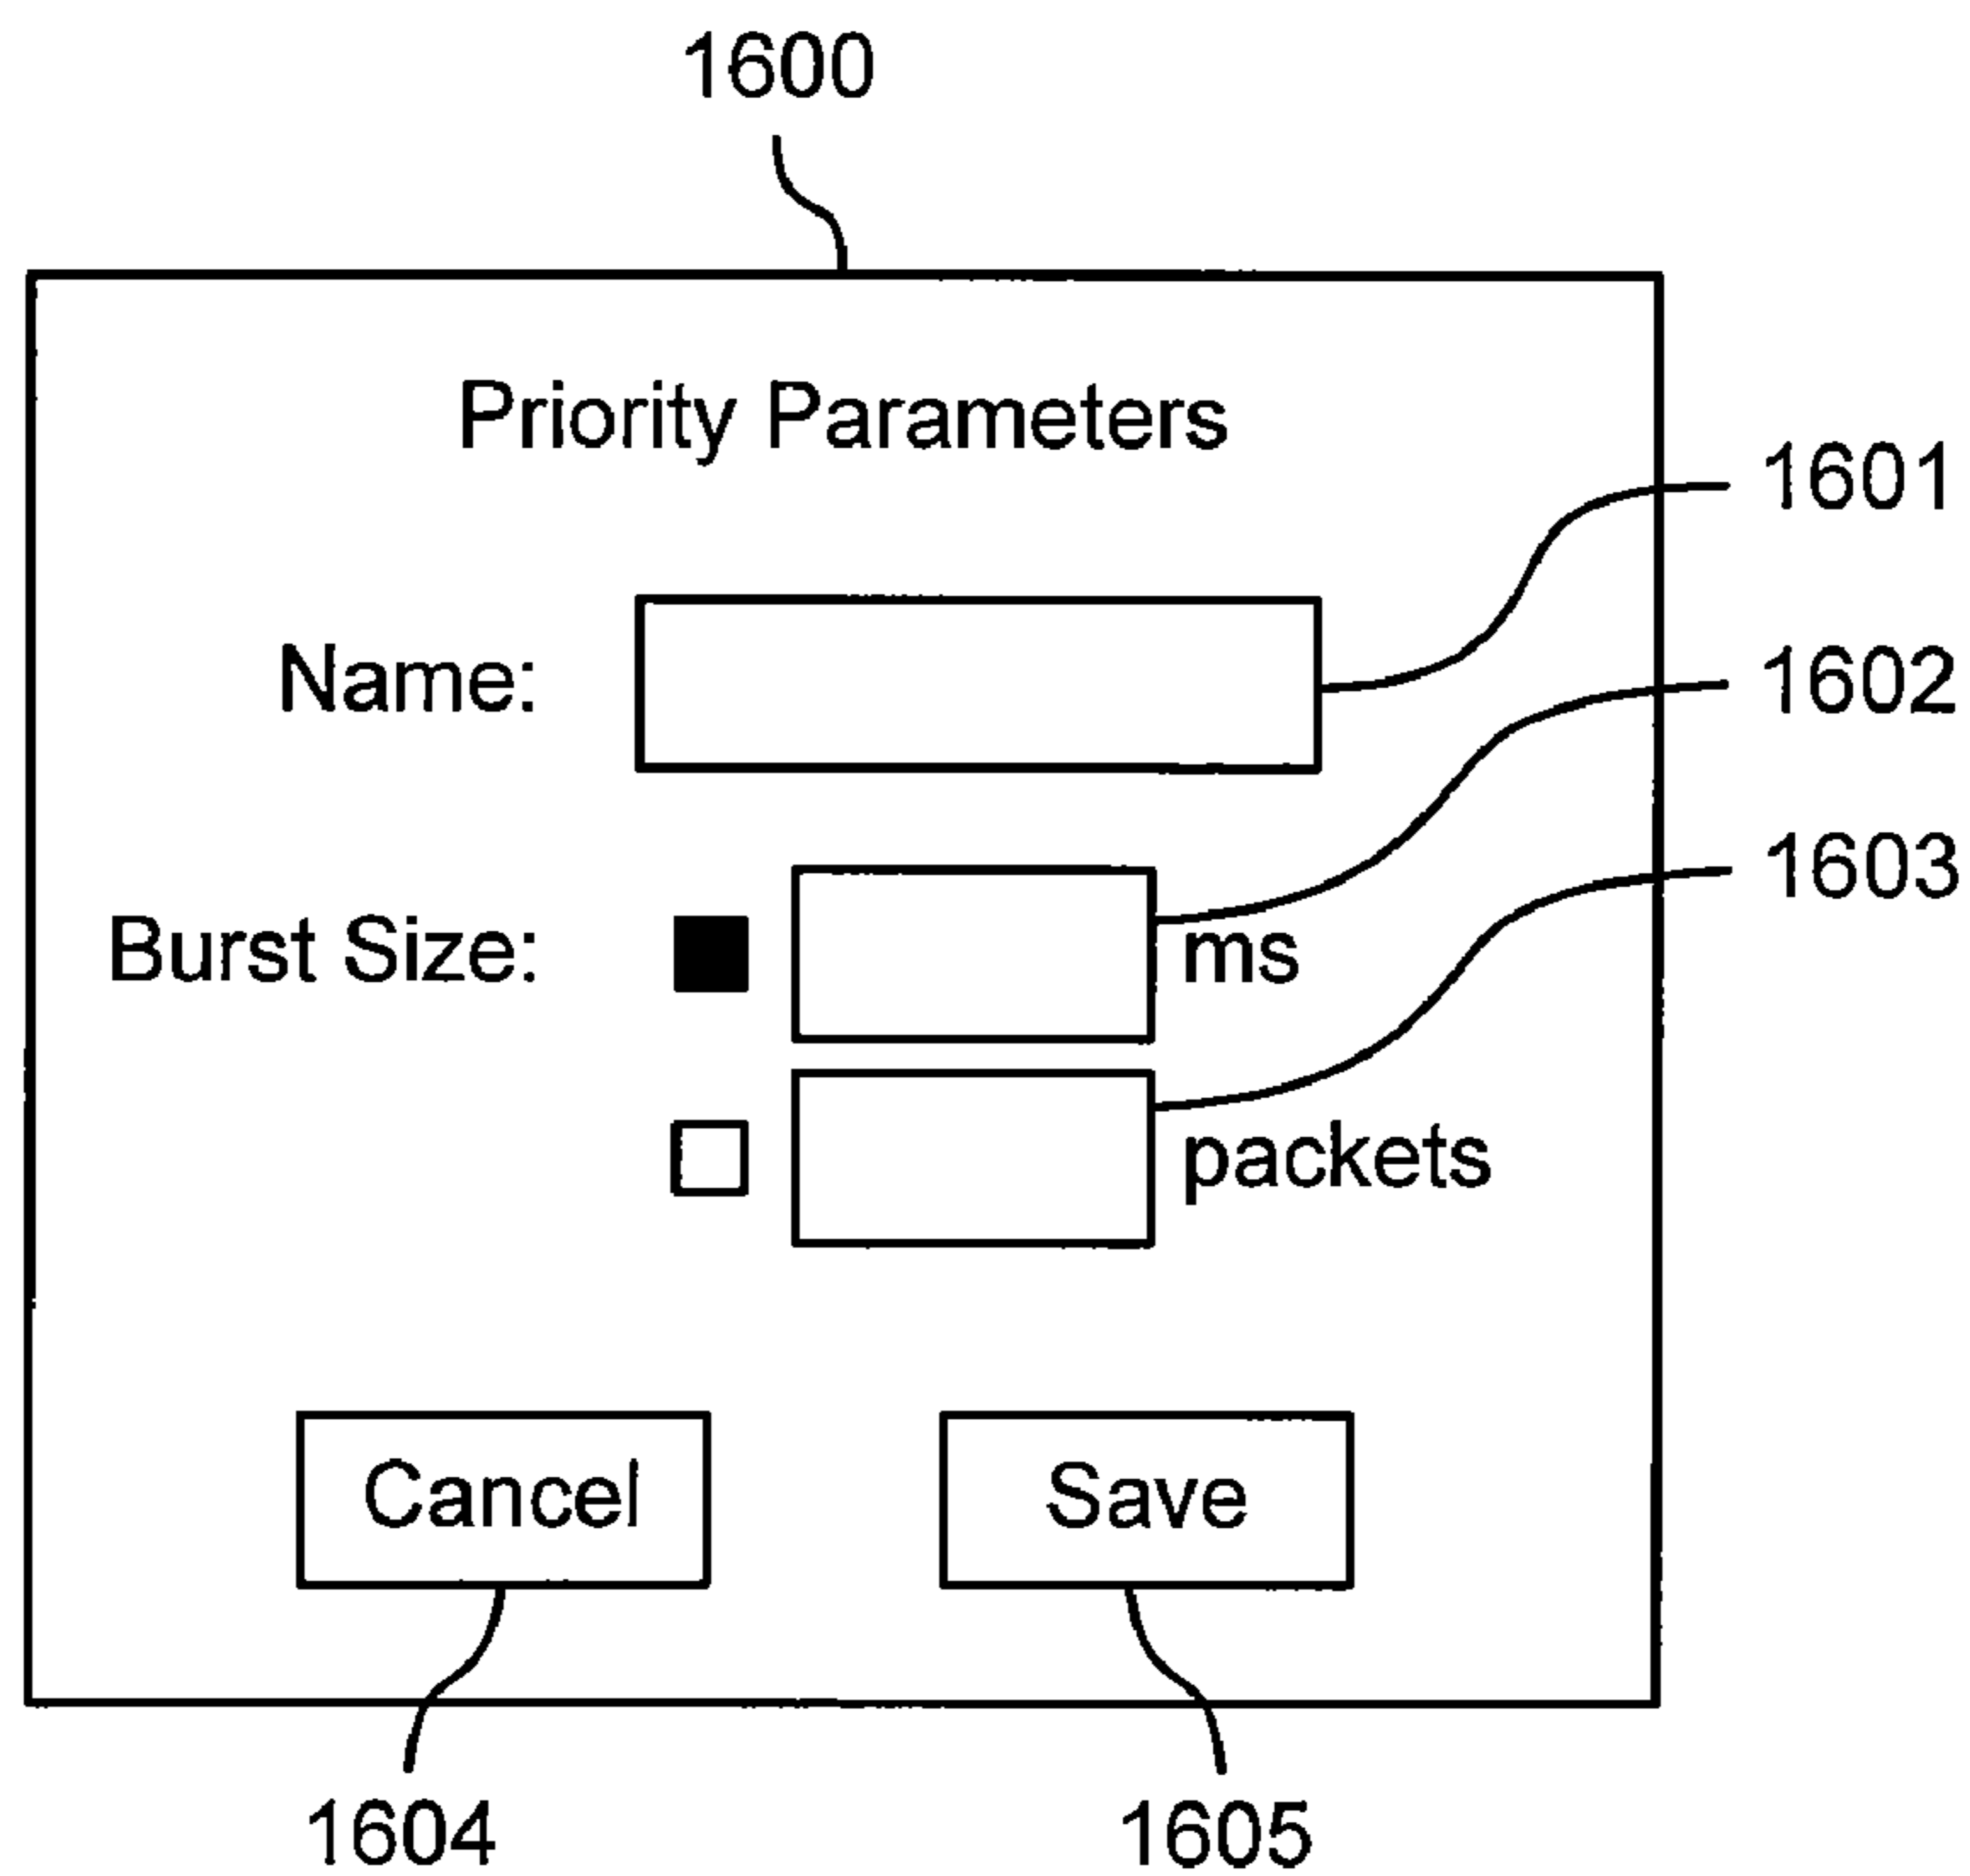 1600
Priority Parameters
1601
Name:
1602
1603
Burst Size: ms
packets
Cancel Save
1604 1605